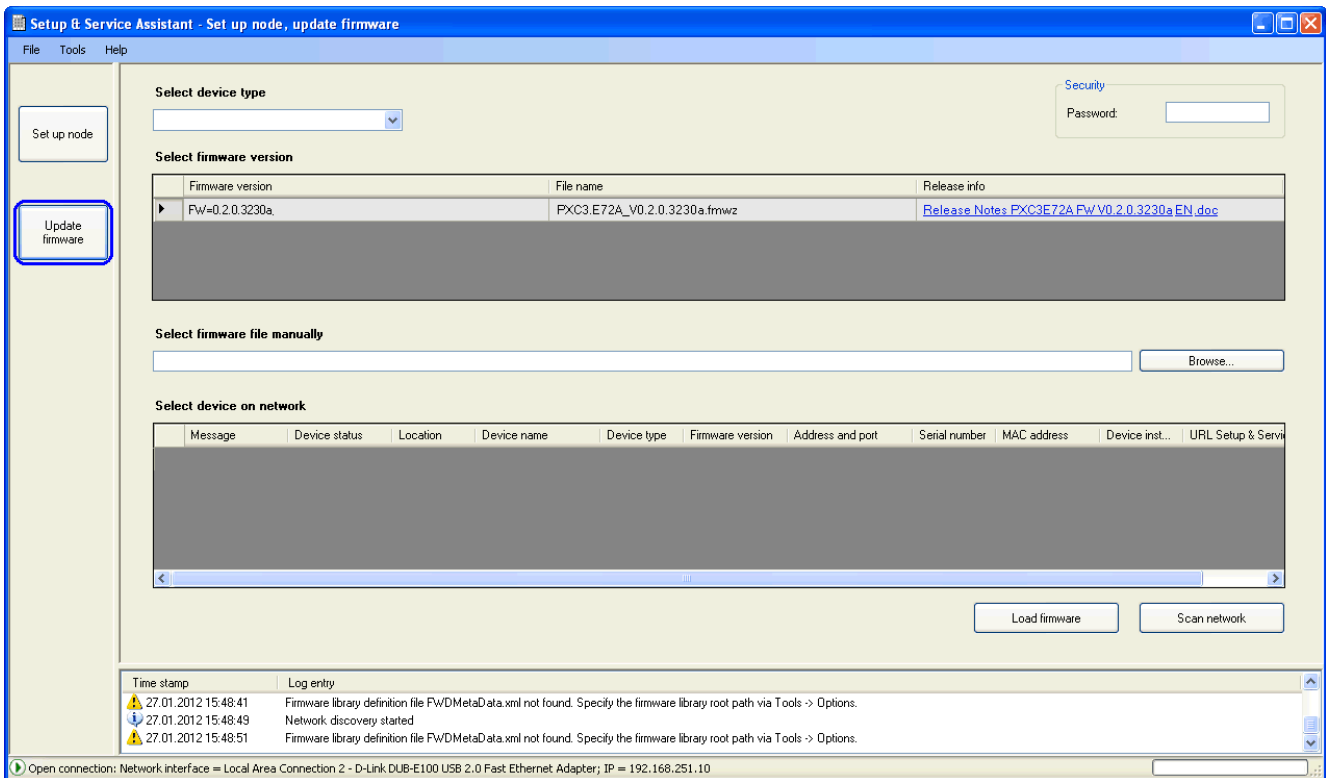 Setup & Service Assistant - Set up node, update firmware
File Tools Help
Set up node
Update
firmware
Select device type
Security
Password:
Select firmware version
Firmware version File name Release info
FW=0.2.0.3230a, PXC3.E72A_V0.2.0.3230a.fmwz Release Notes PXC3E72A FW V0.2.0.3230a EN.doc
Select firmware file manually
Browse...
Select device on network
Message Device status Location Device name Device type Firmware version Address and port Serial number MAC address Device inst... URL Setup & Servi
Load firmware Scan network
Time stamp Log entry
27.01.2012 15:48:41 Firmware library definition file FWDMetaData.xml not found. Specify the firmware library root path via Tools -> Options.
27.01.2012 15:48:49 Network discovery started
27.01.2012 15:48:51 Firmware library definition file FWDMetaData.xml not found. Specify the firmware library root path via Tools -> Options.
Open connection: Network interface = Local Area Connection 2 - D-Link DUB-E100 USB 2.0 Fast Ethernet Adapter; IP = 192.168.251.10